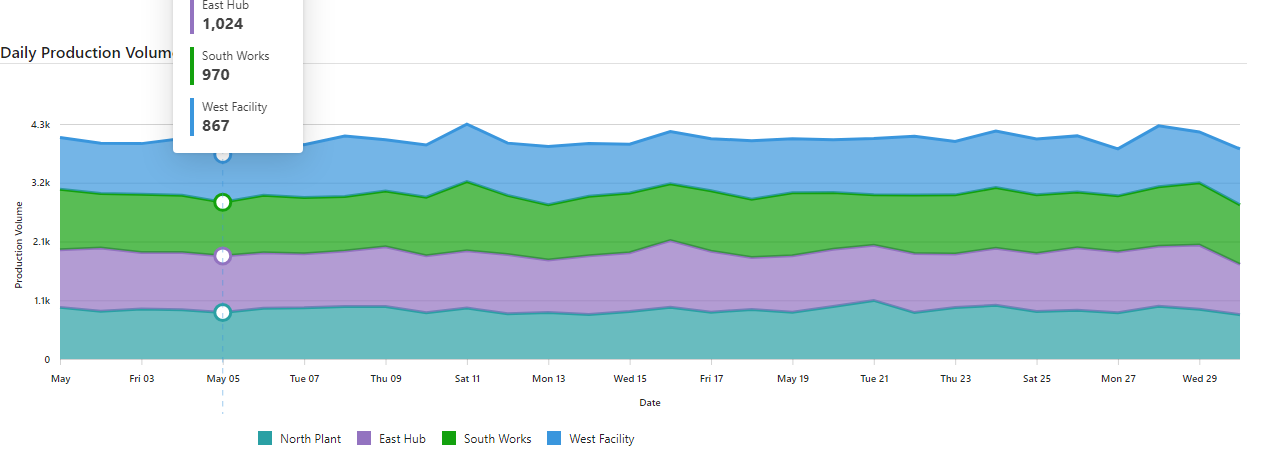 East Hub
1,024
Daily Production Volum
South Works
970
West Facility
867
4.3k
3.2k
2.1k
1.1k
0
Production Volume
May
Fri 03
May 05
Tue 07
Thu 09
Sat 11
Mon 13
Wed 15
Fri 17
May 19
Tue 21
Thu 23
Sat 25
Mon 27
Wed 29
Date
North Plant
East Hub
South Works
West Facility